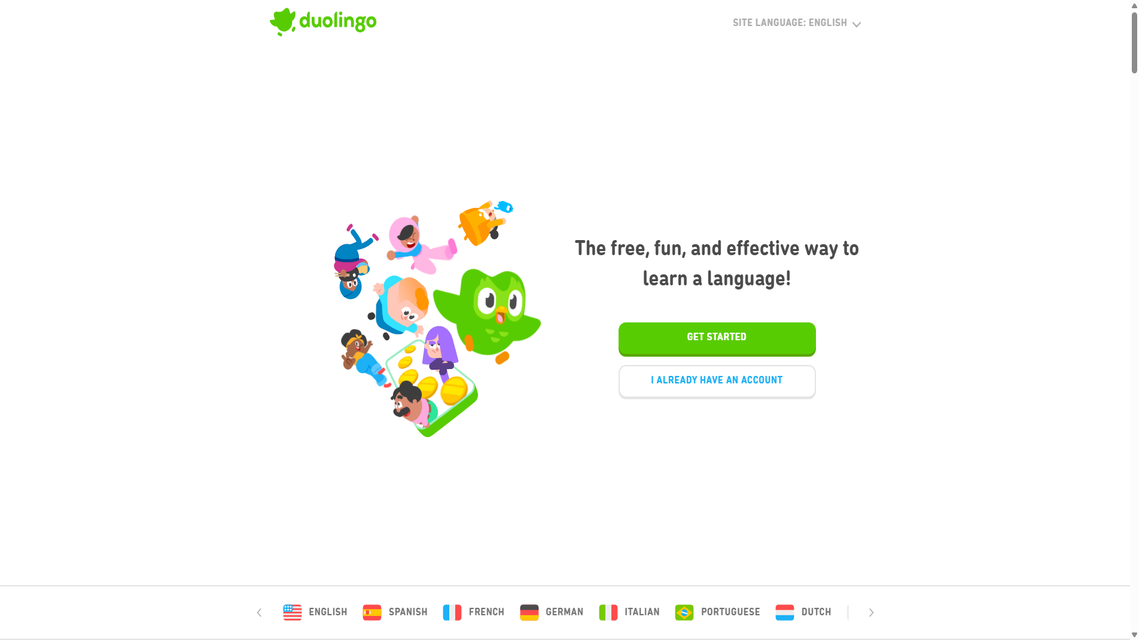 duolingo
SITE LANGUAGE: ENGLISH
The free, fun, and effective way to
learn a language!
GET STARTED
I ALREADY HAVE AN ACCOUNT
ENGLISH
SPANISH
FRENCH
GERMAN
ITALIAN
PORTUGUESE
DUTCH